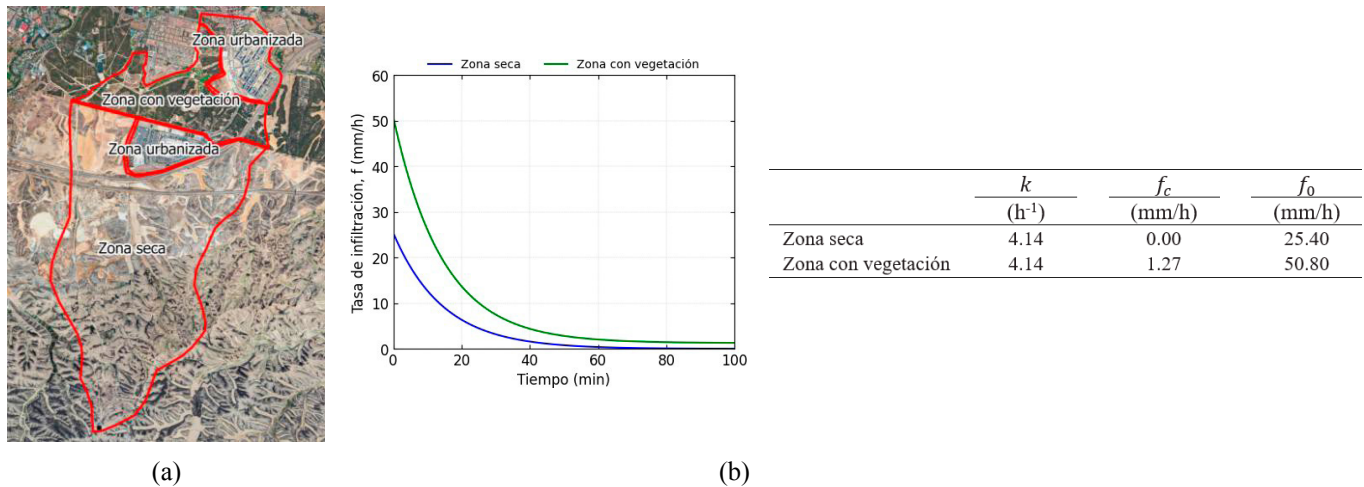 Zona urbanizada
Zona con vegetación
Zona urbanizada
Zona seca
(a)
Zona seca Zona con vegetación
Tasa de infiltración, f (mm/h)
60
50
40
30
20
10
0
0 20 40 60 80 100
Tiempo (min)
k f_c f_0
(h⁻¹) (mm/h) (mm/h)
Zona seca 4.14 0.00 25.40
Zona con vegetación 4.14 1.27 50.80
(b)